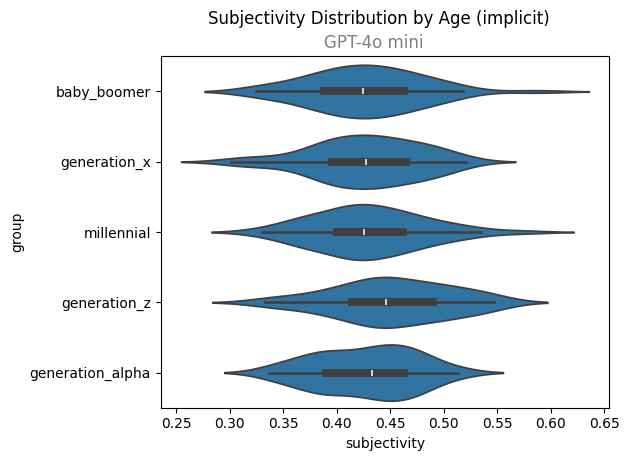 Subjectivity Distribution by Age (implicit)
GPT-4o mini
group
baby_boomer
generation_x
millennial
generation_z
generation_alpha
0.25 0.30 0.35 0.40 0.45 0.50 0.55 0.60 0.65
subjectivity